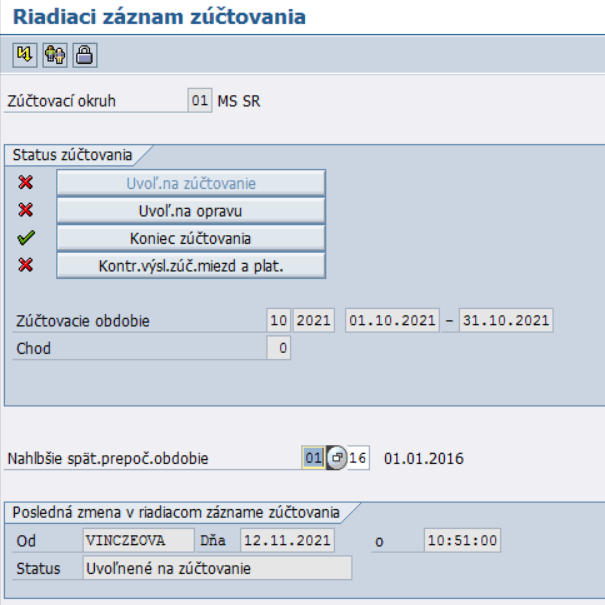 Riadiaci záznam zúčtovania
Zúčtovací okruh 01 MS SR
Status zúčtovania
Uvoľ.na zúčtovanie
Uvoľ.na opravu
Koniec zúčtovania
Kontr.výsl.zúč.miezd a plat.
Zúčtovacie obdobie 10 2021 01.10.2021 - 31.10.2021
Chod 0
Nahlbšie spät.prepoč.obdobie 01 16 01.01.2016
Posledná zmena v riadiacom zázname zúčtovania
Od VINCZEOVA Dňa 12.11.2021 o 10:51:00
Status Uvoľnené na zúčtovanie